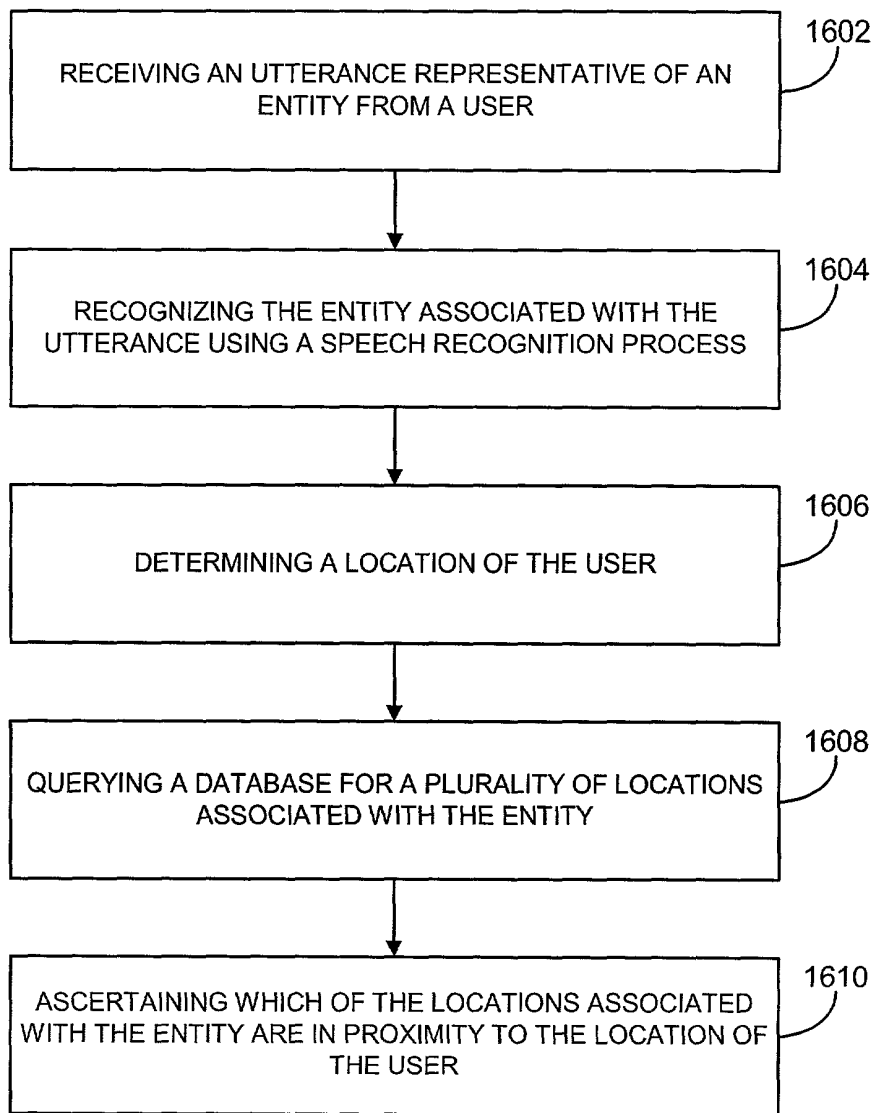 1602
RECEIVING AN UTTERANCE REPRESENTATIVE OF AN
ENTITY FROM A USER
1604
RECOGNIZING THE ENTITY ASSOCIATED WITH THE
UTTERANCE USING A SPEECH RECOGNITION PROCESS
1606
DETERMINING A LOCATION OF THE USER
1608
QUERYING A DATABASE FOR A PLURALITY OF LOCATIONS
ASSOCIATED WITH THE ENTITY
1610
ASCERTAINING WHICH OF THE LOCATIONS ASSOCIATED
WITH THE ENTITY ARE IN PROXIMITY TO THE LOCATION OF
THE USER